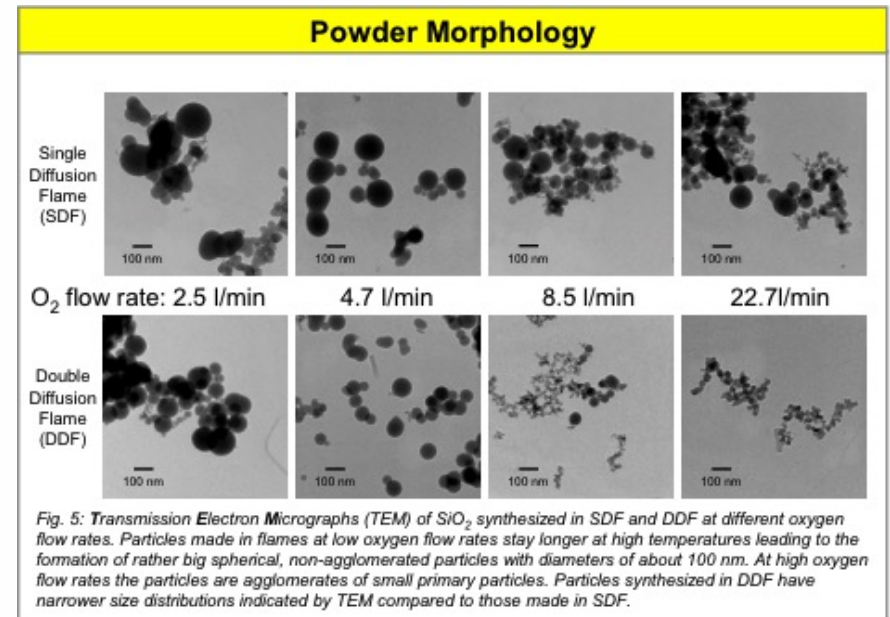 Powder Morphology
Single
Diffusion
Flame
(SDF)
100 nm
100 nm
100 nm
100 nm
O2 flow rate: 2.5 l/min 4.7 l/min 8.5 l/min 22.7l/min
Double
Diffusion
Flame
(DDF)
100 nm
100 nm
100 nm
100 nm
Fig. 5: Transmission Electron Micrographs (TEM) of SiO2 synthesized in SDF and DDF at different oxygen
flow rates. Particles made in flames at low oxygen flow rates stay longer at high temperatures leading to the
formation of rather big spherical, non-agglomerated particles with diameters of about 100 nm. At high oxygen
flow rates the particles are agglomerates of small primary particles. Particles synthesized in DDF have
narrower size distributions indicated by TEM compared to those made in SDF.